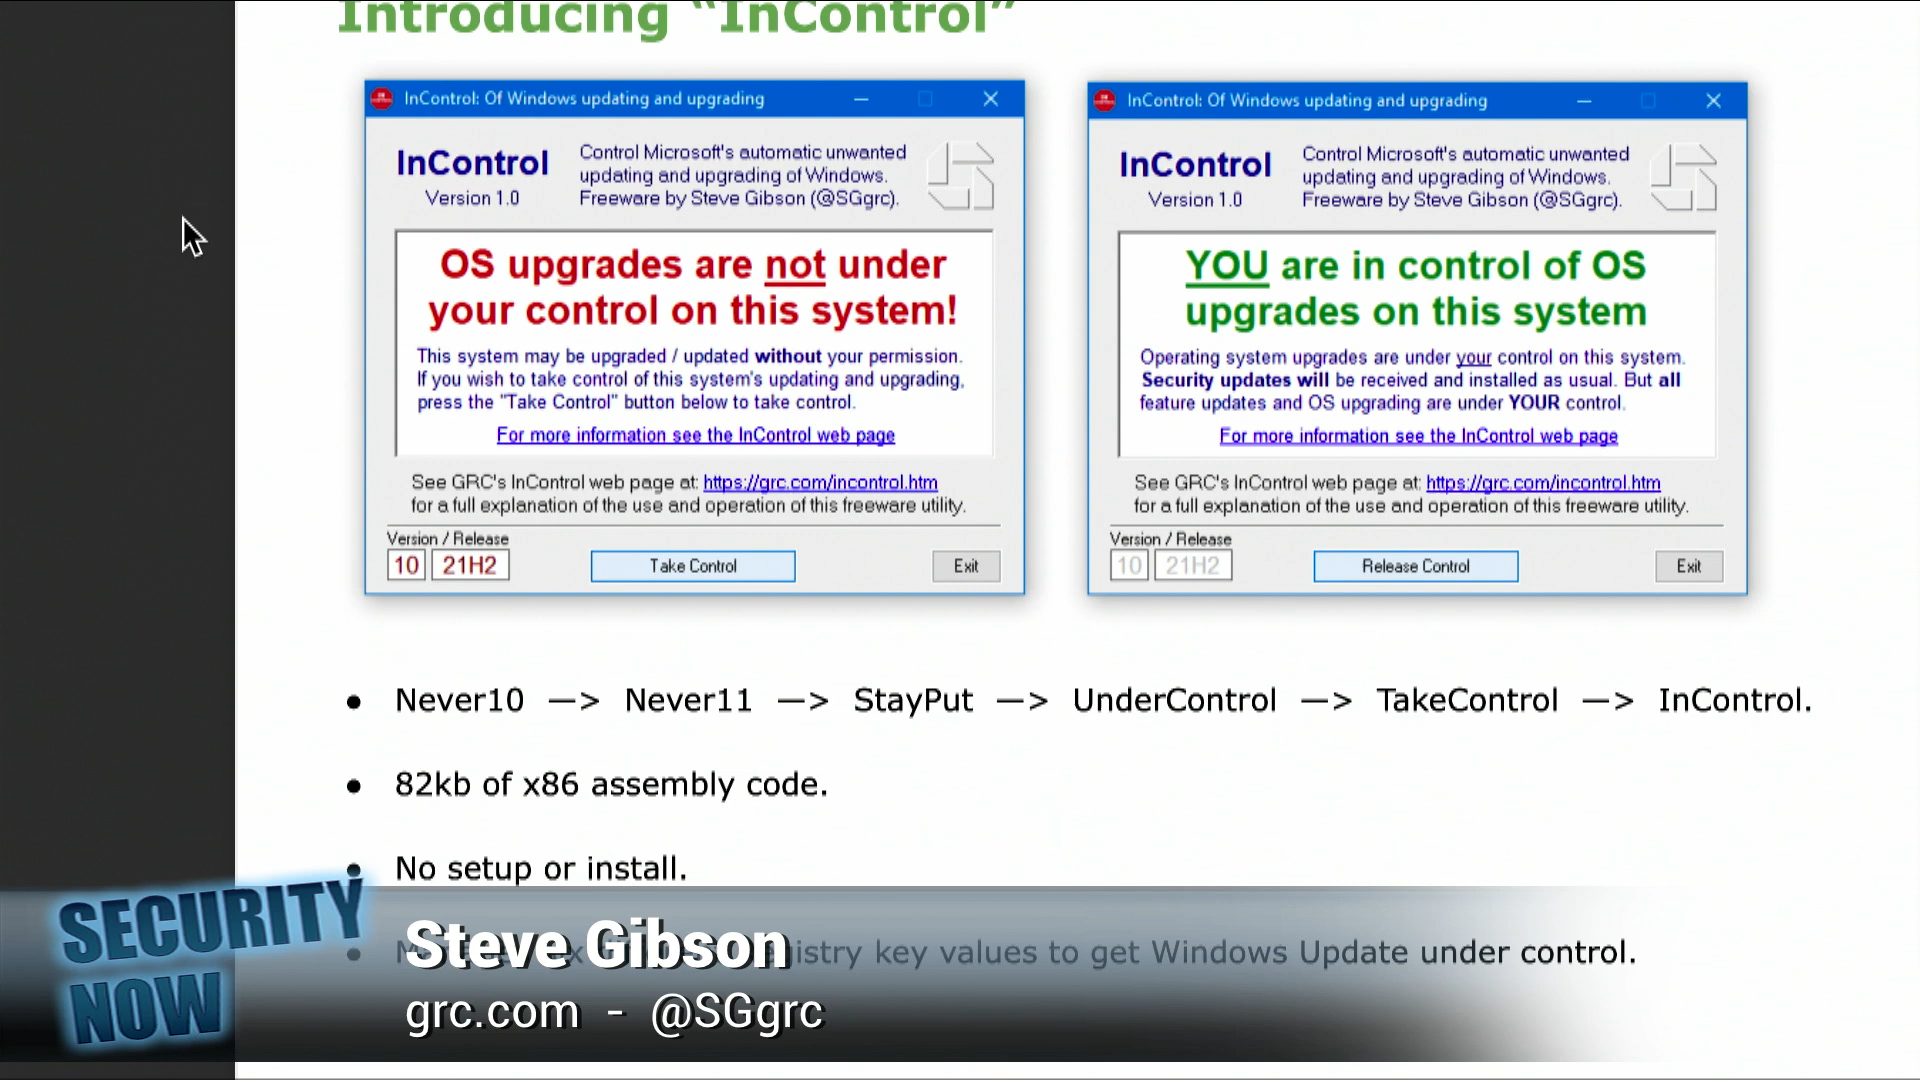 Introducing “InControl”
InControl: Of Windows updating and upgrading
InControl
Version 1.0
Control Microsoft's automatic unwanted
updating and upgrading of Windows.
Freeware by Steve Gibson (@SGgrc).
OS upgrades are not under
your control on this system!
This system may be upgraded / updated without your permission.
If you wish to take control of this system's updating and upgrading,
press the "Take Control" button below to take control.
For more information see the InControl web page
See GRC's InControl web page at: https://grc.com/incontrol.htm
for a full explanation of the use and operation of this freeware utility.
Version / Release
10 21H2
Take Control
Exit
InControl: Of Windows updating and upgrading
InControl
Version 1.0
Control Microsoft's automatic unwanted
updating and upgrading of Windows.
Freeware by Steve Gibson (@SGgrc).
YOU are in control of OS
upgrades on this system
Operating system upgrades are under your control on this system.
Security updates will be received and installed as usual. But all
feature updates and OS upgrading are under YOUR control.
For more information see the InControl web page
See GRC's InControl web page at: https://grc.com/incontrol.htm
for a full explanation of the use and operation of this freeware utility.
Version / Release
10 21H2
Release Control
Exit
● Never10 —> Never11 —> StayPut —> UnderControl —> TakeControl —> InControl.
● 82kb of x86 assembly code.
● No setup or install.
● key values to get Windows Update under control.
SECURITY
NOW
Steve Gibson
grc.com - @SGgrc